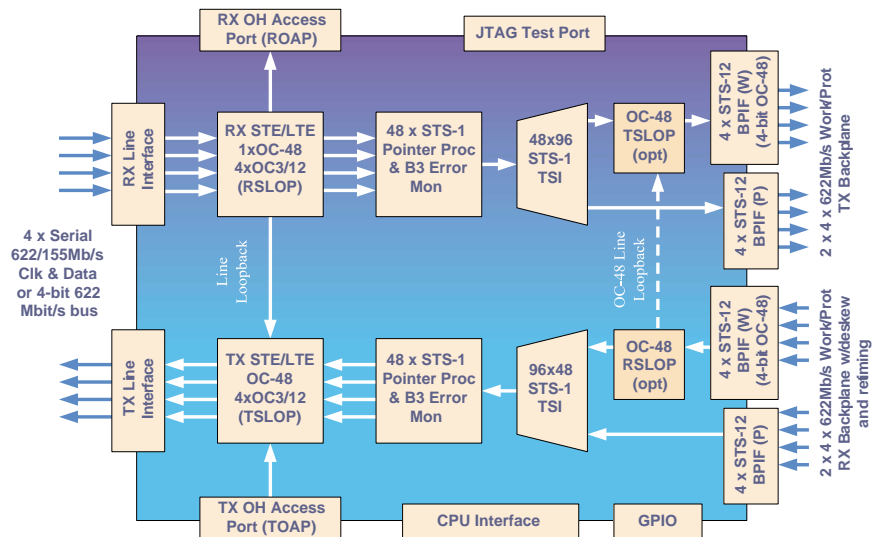 RX OH Access
Port (ROAP)
JTAG Test Port
RX Line
Interface
RX STE/LTE
1xOC-48
4xOC3/12
(RSLOP)
48 x STS-1
Pointer Proc
& B3 Error
Mon
48x96
STS-1
TSI
OC-48
TSLOP
(opt)
4 x STS-12
BPIF (W)
(4-bit OC-48)
4 x STS-12
BPIF (P)
2 x 4 x 622Mb/s Work/Prot
TX Backplane
4 x Serial
622/155Mb/s
Clk & Data
or 4-bit 622
Mbit/s bus
Line
Loopback
OC-48 Line
Loopback
TX Line
Interface
TX STE/LTE
OC-48
4xOC3/12
(TSLOP)
48 x STS-1
Pointer Proc
& B3 Error
Mon
96x48
STS-1
TSI
OC-48
RSLOP
(opt)
4 x STS-12
BPIF (W)
(4-bit OC-48)
4 x STS-12
BPIF (P)
2 x 4 x 622Mb/s Work/Prot
RX Backplane w/deskew
and retiming
TX OH Access
Port (TOAP)
CPU Interface
GPIO